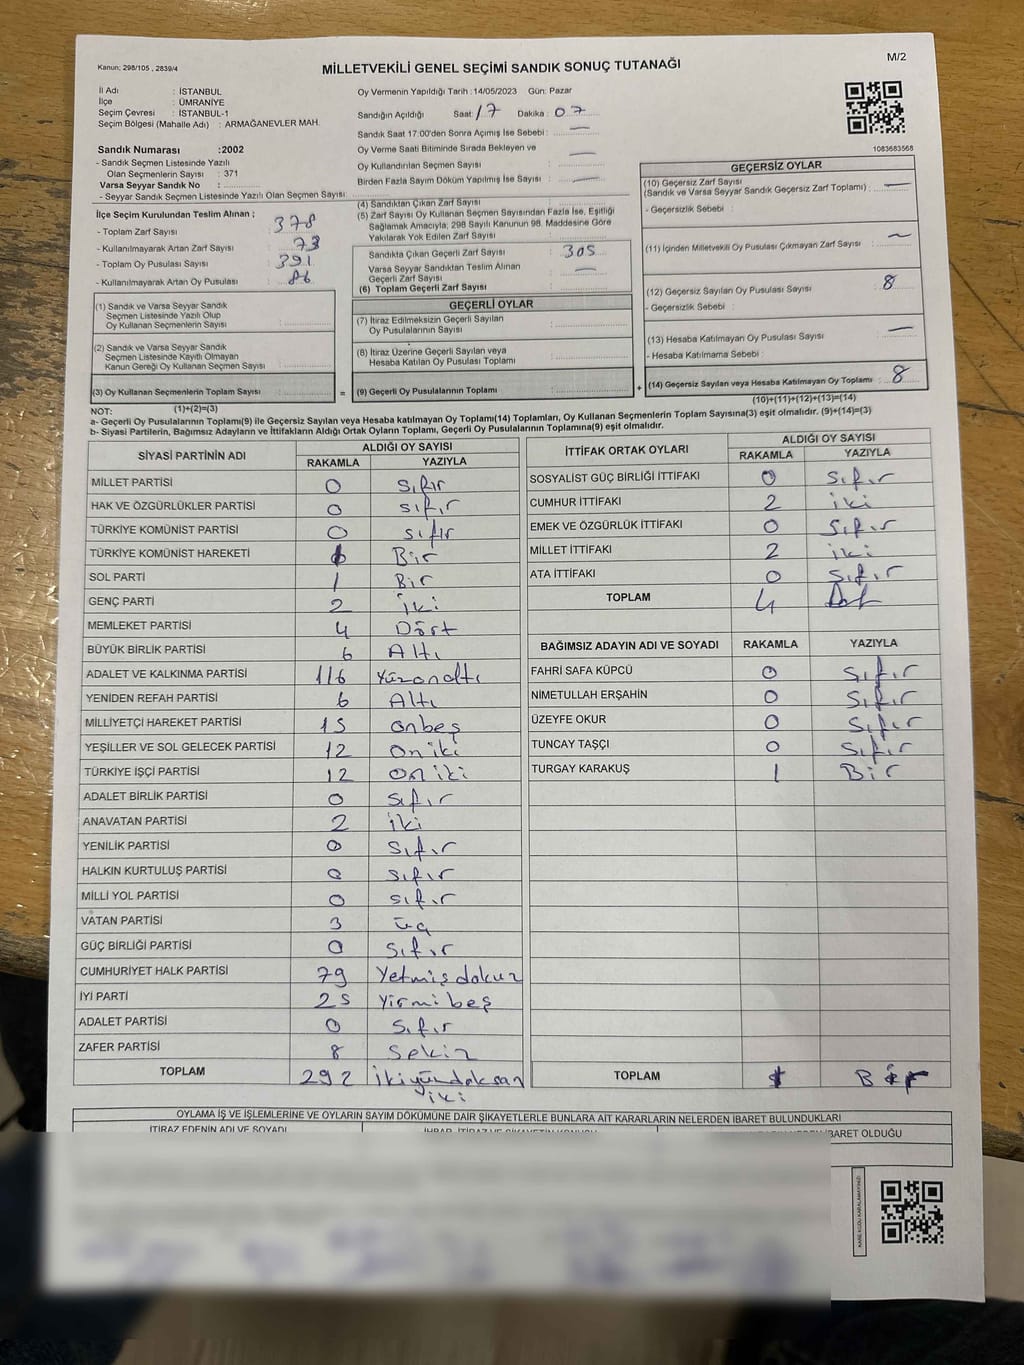 Kanun; 298/105 , 2839/4
MİLLETVEKİLİ GENEL SEÇİMİ SANDIK SONUÇ TUTANAĞI
M/2
İl Adı : İSTANBUL
İlçe : ÜMRANİYE
Seçim Çevresi : İSTANBUL-1
Seçim Bölgesi (Mahalle Adı) : ARMAĞANEVLER MAH.
Sandık Numarası :2002
- Sandık Seçmen Listesinde Yazılı
Olan Seçmenlerin Sayısı : 371
Varsa Seyyar Sandık No :
- Seyyar Sandık Seçmen Listesinde Yazılı Olan Seçmen Sayısı:
Oy Vermenin Yapıldığı Tarih :14/05/2023 Gün: Pazar
Sandığın Açıldığı Saat: 17 Dakika: 07
Sandık Saat 17:00'den Sonra Açımış İse Sebebi : —
Oy Verme Saati Bitiminde Sırada Bekleyen ve
Oy Kullandırılan Seçmen Sayısı : —
Birden Fazla Sayım Döküm Yapılmış İse Sayısı : —
1083683568
İlçe Seçim Kurulundan Teslim Alınan ;
- Toplam Zarf Sayısı : 378
- Kullanılmayarak Artan Zarf Sayısı : 73
- Toplam Oy Pusulası Sayısı : 391
- Kullanılmayarak Artan Oy Pusulası : 86
(4) Sandıktan Çıkan Zarf Sayısı :
(5) Zarf Sayısı Oy Kullanan Seçmen Sayısından Fazla İse, Eşitliği
Sağlamak Amacıyla; 298 Sayılı Kanunun 98. Maddesine Göre
Yakılarak Yok Edilen Zarf Sayısı :
Sandıkta Çıkan Geçerli Zarf Sayısı : 305
Varsa Seyyar Sandıktan Teslim Alınan
Geçerli Zarf Sayısı : —
(6) Toplam Geçerli Zarf Sayısı :
GEÇERSİZ OYLAR
(10) Geçersiz Zarf Sayısı
(Sandık ve Varsa Seyyar Sandık Geçersiz Zarf Toplamı) : —
- Geçersizlik Sebebi :
(11) İçinden Milletvekili Oy Pusulası Çıkmayan Zarf Sayısı : —
(12) Geçersiz Sayılan Oy Pusulası Sayısı : 8
- Geçersizlik Sebebi :
(13) Hesaba Katılmayan Oy Pusulası Sayısı : —
- Hesaba Katılmama Sebebi :
(14) Geçersiz Sayılan veya Hesaba Katılmayan Oy Toplamı : 8
(10)+(11)+(12)+(13)=(14)
(1) Sandık ve Varsa Seyyar Sandık
Seçmen Listesinde Yazılı Olup
Oy Kullanan Seçmenlerin Sayısı :
(2) Sandık ve Varsa Seyyar Sandık
Seçmen Listesinde Kayıtlı Olmayan
Kanun Gereği Oy Kullanan Seçmen Sayısı :
(3) Oy Kullanan Seçmenlerin Toplam Sayısı :
(1)+(2)=(3)
GEÇERLİ OYLAR
(7) İtiraz Edilmeksizin Geçerli Sayılan
Oy Pusulalarının Sayısı :
(8) İtiraz Üzerine Geçerli Sayılan veya
Hesaba Katılan Oy Pusulası Toplamı :
= (9) Geçerli Oy Pusulalarının Toplamı : +
NOT:
a- Geçerli Oy Pusulalarının Toplamı(9) ile Geçersiz Sayılan veya Hesaba katılmayan Oy Toplamı(14) Toplamları, Oy Kullanan Seçmenlerin Toplam Sayısına(3) eşit olmalıdır. (9)+(14)=(3)
b- Siyasi Partilerin, Bağımsız Adayların ve İttifakların Aldığı Ortak Oyların Toplamı, Geçerli Oy Pusulalarının Toplamına(9) eşit olmalıdır.
SİYASİ PARTİNİN ADI ALDIĞI OY SAYISI
RAKAMLA YAZIYLA
MİLLET PARTİSİ 0 Sıfır
HAK VE ÖZGÜRLÜKLER PARTİSİ 0 Sıfır
TÜRKİYE KOMÜNİST PARTİSİ 0 sıfır
TÜRKİYE KOMÜNİST HAREKETİ 1 Bir
SOL PARTİ 1 Bir
GENÇ PARTİ 2 İki
MEMLEKET PARTİSİ 4 Dört
BÜYÜK BİRLİK PARTİSİ 6 Altı
ADALET VE KALKINMA PARTİSİ 116 Yüzonaltı
YENİDEN REFAH PARTİSİ 6 Altı
MİLLİYETÇİ HAREKET PARTİSİ 15 Onbeş
YEŞİLLER VE SOL GELECEK PARTİSİ 12 On iki
TÜRKİYE İŞÇİ PARTİSİ 12 On iki
ADALET BİRLİK PARTİSİ 0 Sıfır
ANAVATAN PARTİSİ 2 iki
YENİLİK PARTİSİ 0 Sıfır
HALKIN KURTULUŞ PARTİSİ 0 Sıfır
MİLLİ YOL PARTİSİ 0 Sıfır
VATAN PARTİSİ 3 üç
GÜÇ BİRLİĞİ PARTİSİ 0 Sıfır
CUMHURİYET HALK PARTİSİ 79 Yetmiş dokuz
İYİ PARTİ 25 Yirmi beş
ADALET PARTİSİ 0 Sıfır
ZAFER PARTİSİ 8 Sekiz
TOPLAM 292 ikiyüzdoksan
iki
İTTİFAK ORTAK OYLARI ALDIĞI OY SAYISI
RAKAMLA YAZIYLA
SOSYALİST GÜÇ BİRLİĞİ İTTİFAKI 0 Sıfır
CUMHUR İTTİFAKI 2 iki
EMEK VE ÖZGÜRLÜK İTTİFAKI 0 Sıfır
MİLLET İTTİFAKI 2 iki
ATA İTTİFAKI 0 Sıfır
TOPLAM 4 Dört
BAĞIMSIZ ADAYIN ADI VE SOYADI RAKAMLA YAZIYLA
FAHRİ SAFA KÜPCÜ 0 Sıfır
NİMETULLAH ERŞAHİN 0 Sıfır
ÜZEYFE OKUR 0 Sıfır
TUNCAY TAŞÇI 0 Sıfır
TURGAY KARAKUŞ 1 Bir
TOPLAM 1 Bir
OYLAMA İŞ VE İŞLEMLERİNE VE OYLARIN SAYIM DÖKÜMÜNE DAİR ŞİKAYETLERLE BUNLARA AİT KARARLARIN NELERDEN İBARET BULUNDUKLARI
İTİRAZ EDENİN ADI VE SOYADI
İBARET OLDUĞU